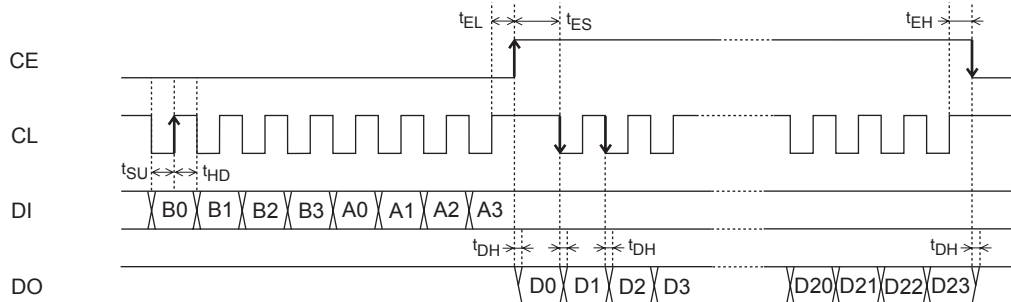 tEL tES tEH
CE
CL
tSU tHD
DI B0 B1 B2 B3 A0 A1 A2 A3
tDH tDH tDH
DO D0 D1 D2 D3 D20 D21 D22 D23